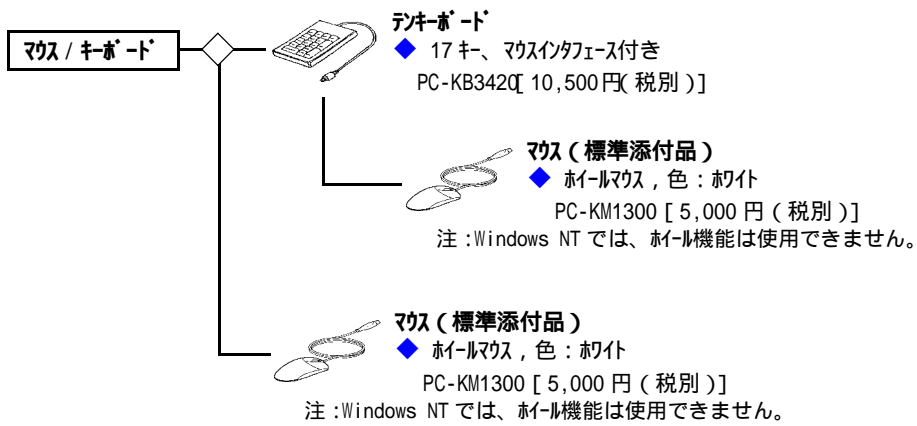 マウス / キーボード
テンキーボード
◆ 17 キー、マウスインタフェース付き
PC-KB3420[ 10,500円( 税別 )]
マウス ( 標準添付品 )
◆ ホイールマウス , 色 : ホワイト
PC-KM1300 [ 5,000 円 ( 税別 )]
注 :Windows NT では、ホイール機能は使用できません。
マウス ( 標準添付品 )
◆ ホイールマウス , 色 : ホワイト
PC-KM1300 [ 5,000 円 ( 税別 )]
注 :Windows NT では、ホイール機能は使用できません。